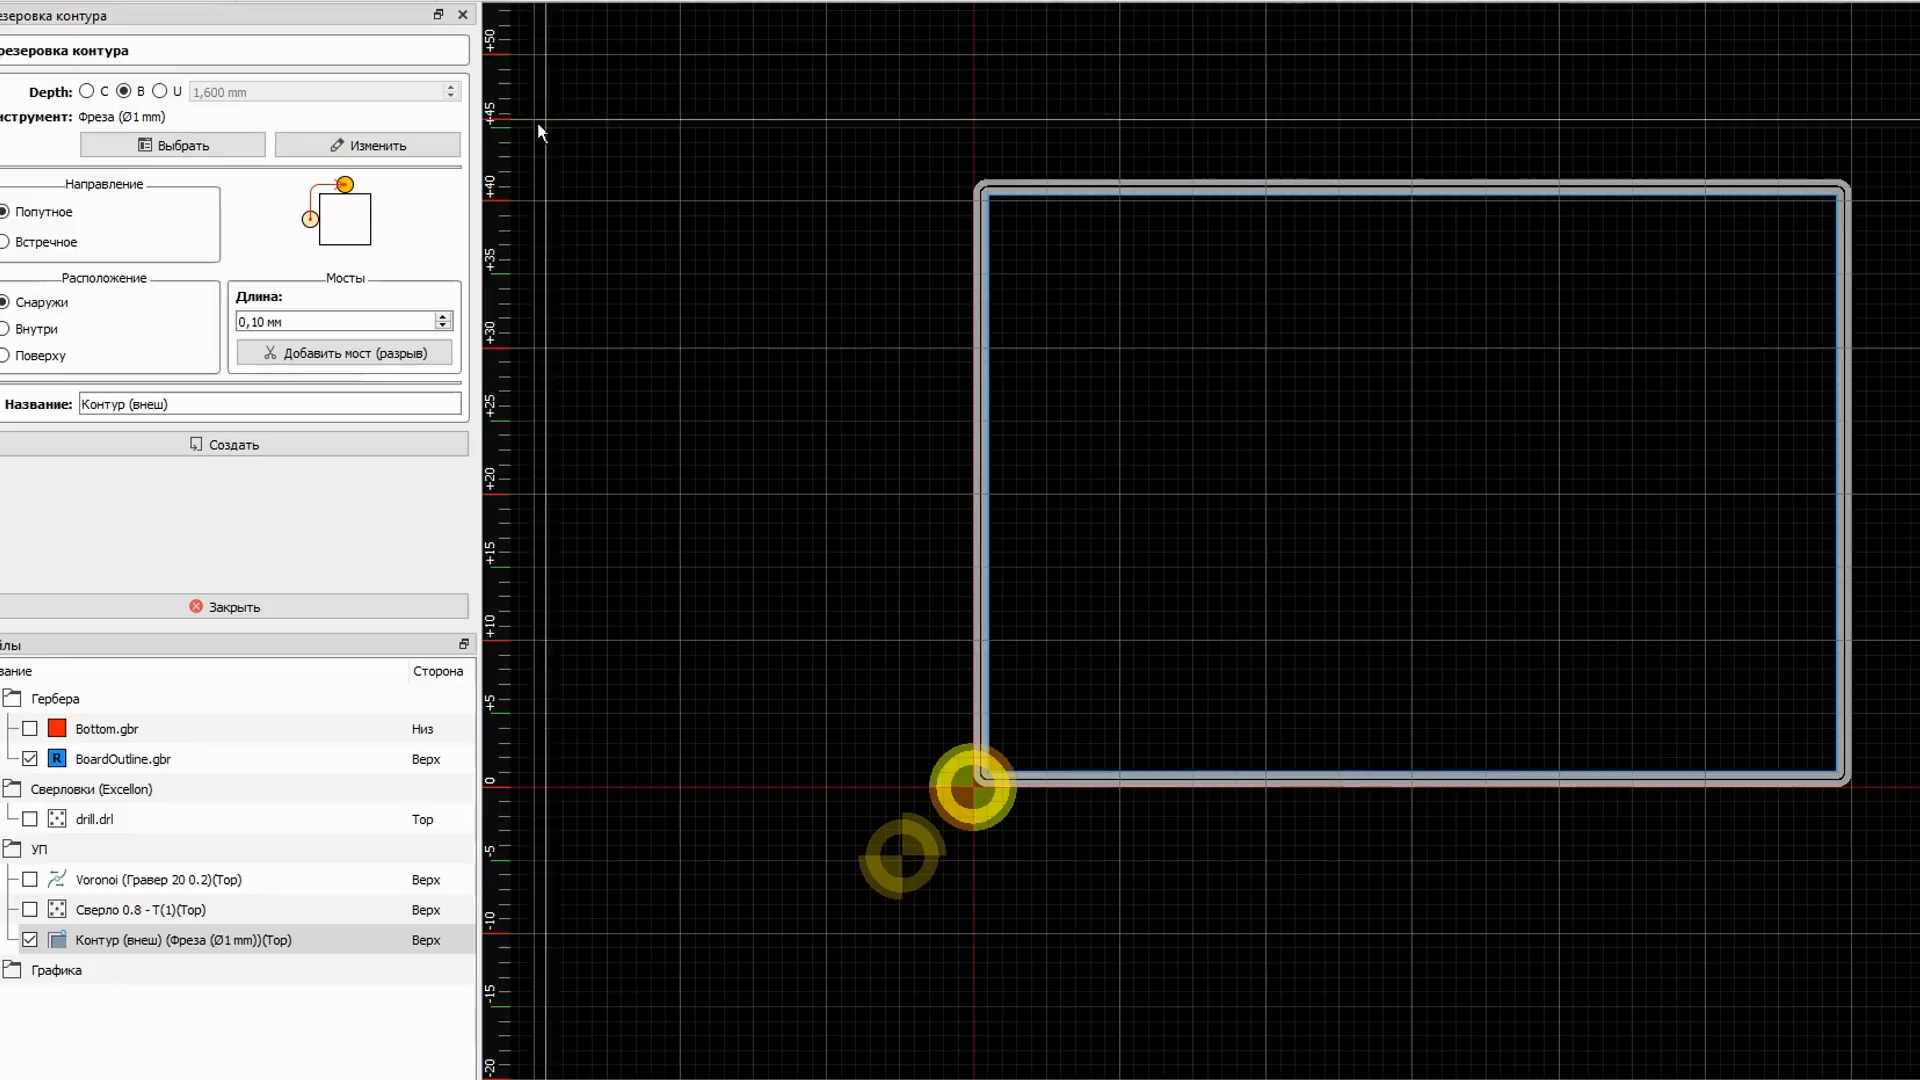 езеровка контура
резеровка контура
Depth: C B U 1,600 mm
нструмент: Фреза (Ø1 mm)
Выбрать Изменить
Направление
Попутное
Встречное
Расположение Мосты
Снаружи Длина:
Внутри 0,10 мм
Поверху Добавить мост (разрыв)
Название: Контур (внеш)
Создать
Закрыть
йлы
звание Сторона
Гербера
Bottom.gbr Низ
R BoardOutline.gbr Верх
Сверловки (Excellon)
drill.drl Top
УП
Voronoi (Гравер 20 0.2)(Top) Верх
Сверло 0.8 - T(1)(Top) Верх
Контур (внеш) (Фреза (Ø1 mm))(Top) Верх
Графика
+50
+45
+40
+35
+30
+25
+20
+15
+10
+5
0
-5
-10
-15
-20